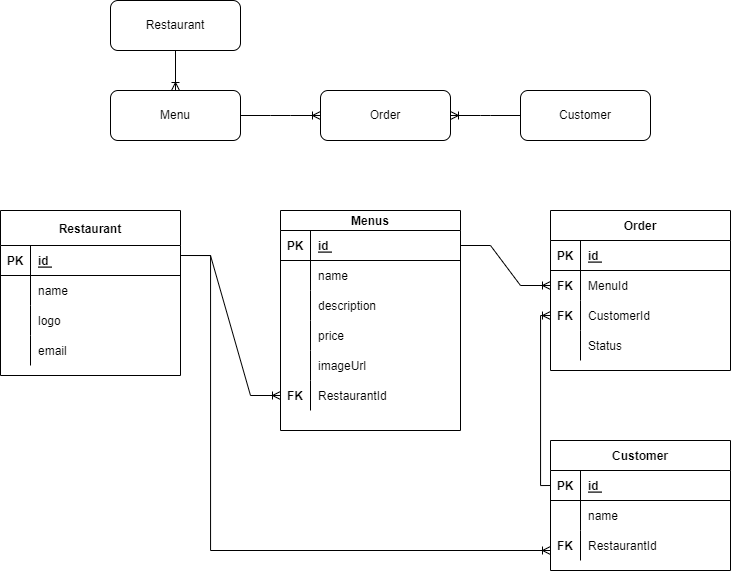 Restaurant
Menu
Order
Customer
Restaurant
PK id
name
logo
email
Menus
PK id
name
description
price
imageUrl
FK RestaurantId
Order
PK id
FK MenuId
FK CustomerId
Status
Customer
PK id
name
FK RestaurantId